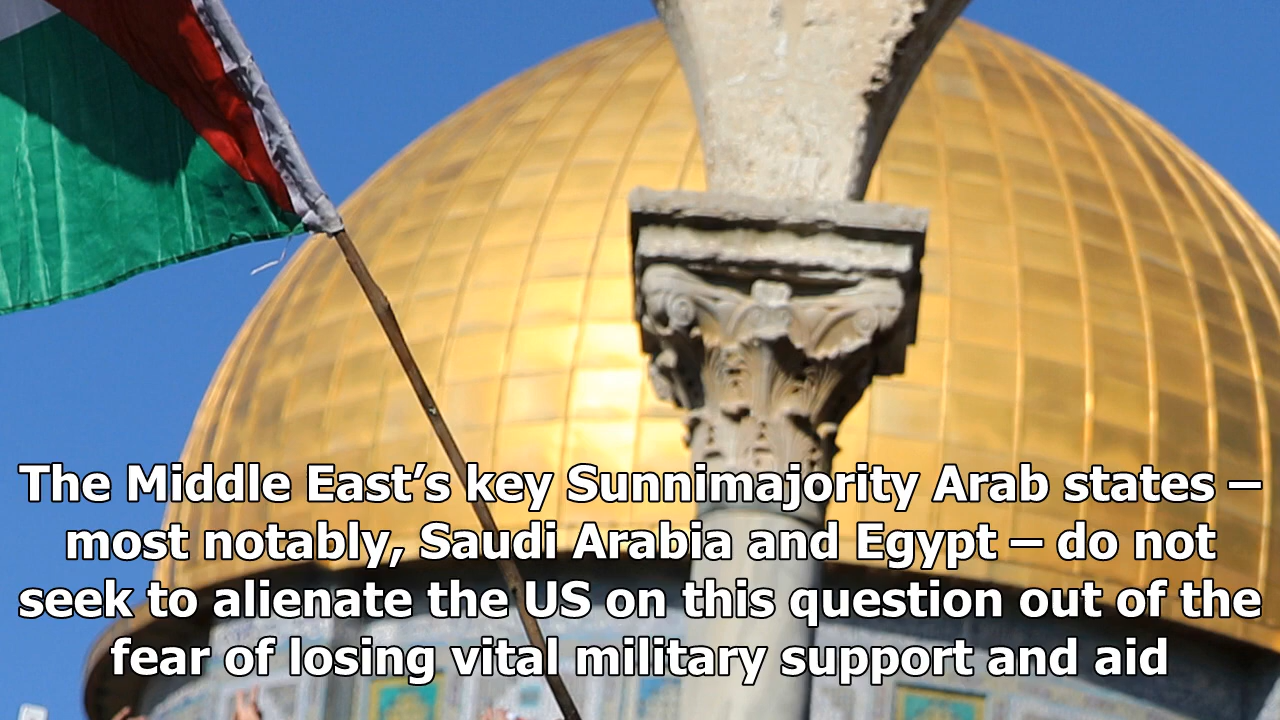 The Middle East’s key Sunnimajority Arab states –
most notably, Saudi Arabia and Egypt – do not
seek to alienate the US on this question out of the
fear of losing vital military support and aid